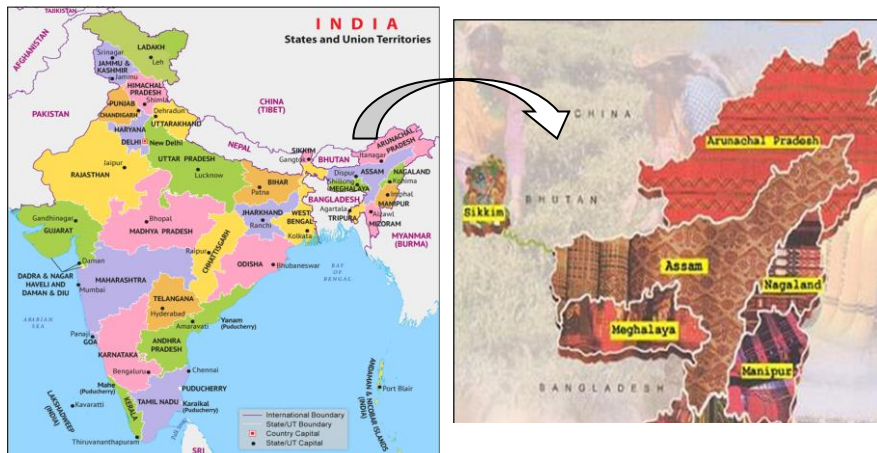 TAJIKISTAN
INDIA
States and Union Territories
AFGHANISTAN
LADAKH
Srinagar
Leh
JAMMU &
KASHMIR
Jammu
HIMACHAL
PRADESH
Shimla
PUNJAB
CHANDIGARH
Dehradun
UTTARAKHAND
PAKISTAN
CHINA
(TIBET)
HARYANA
DELHI
New Delhi
NEPAL
SIKKIM
Gangtok
BHUTAN
ARUNACHAL
PRADESH
Itanagar
RAJASTHAN
Jaipur
UTTAR PRADESH
Lucknow
BIHAR
Patna
Dispur
ASSAM
NAGALAND
Shillong
Kohima
MEGHALAYA
Imphal
MANIPUR
BANGLADESH
Agartala
Aizawl
TRIPURA
MIZORAM
Gandhinagar
GUJARAT
Bhopal
MADHYA PRADESH
JHARKHAND
Ranchi
WEST
BENGAL
Kolkata
MYANMAR
(BURMA)
Raipur
CHHATTISGARH
Daman
DADRA & NAGAR
HAVELI AND
DAMAN & DIU
MAHARASHTRA
Mumbai
ODISHA
Bhubaneswar
BAY
OF
BENGAL
TELANGANA
Hyderabad
ARABIAN
SEA
Amaravati
Yanam
(Puducherry)
Panaji
GOA
ANDHRA
PRADESH
KARNATAKA
Bengaluru
Chennai
Mahe
(Puducherry)
PUDUCHERRY
LAKSHADWEEP
(INDIA)
Kavaratti
KERALA
TAMIL NADU
Karaikal
(Puducherry)
ANDAMAN AND NICOBAR ISLANDS
(INDIA)
Port Blair
Thiruvananthapuram
SRI
International Boundary
State/UT Boundary
Country Capital
State/UT Capital
CHINA
Arunachal Pradesh
Sikkim
BHUTAN
Assam
Nagaland
Meghalaya
Manipur
BANGLADESH